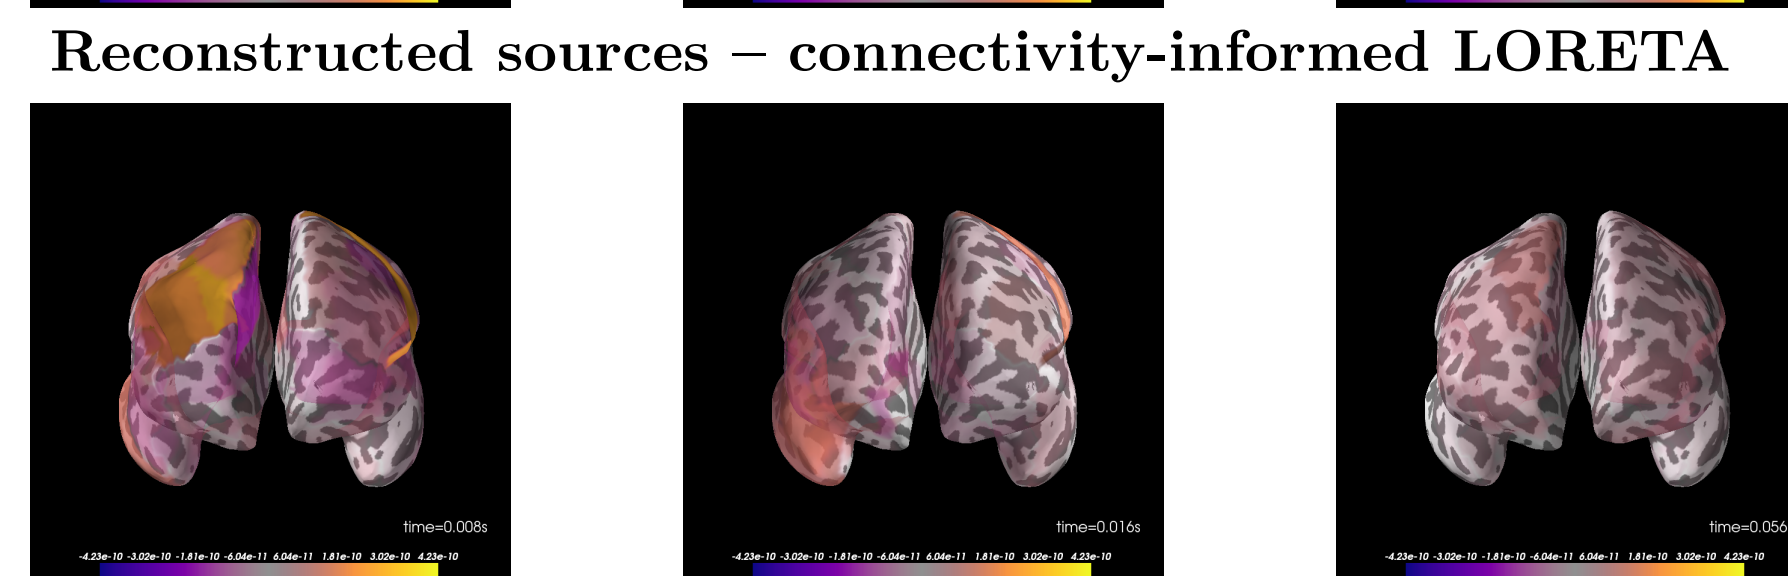 Reconstructed sources – connectivity-informed LORETA
time=0.008s
-4.23e-10 -3.02e-10 -1.81e-10 -6.04e-11 6.04e-11 1.81e-10 3.02e-10 4.23e-10
time=0.016s
-4.23e-10 -3.02e-10 -1.81e-10 -6.04e-11 6.04e-11 1.81e-10 3.02e-10 4.23e-10
time=0.056
-4.23e-10 -3.02e-10 -1.81e-10 -6.04e-11 6.04e-11 1.81e-10 3.02e-10 4.23e-10